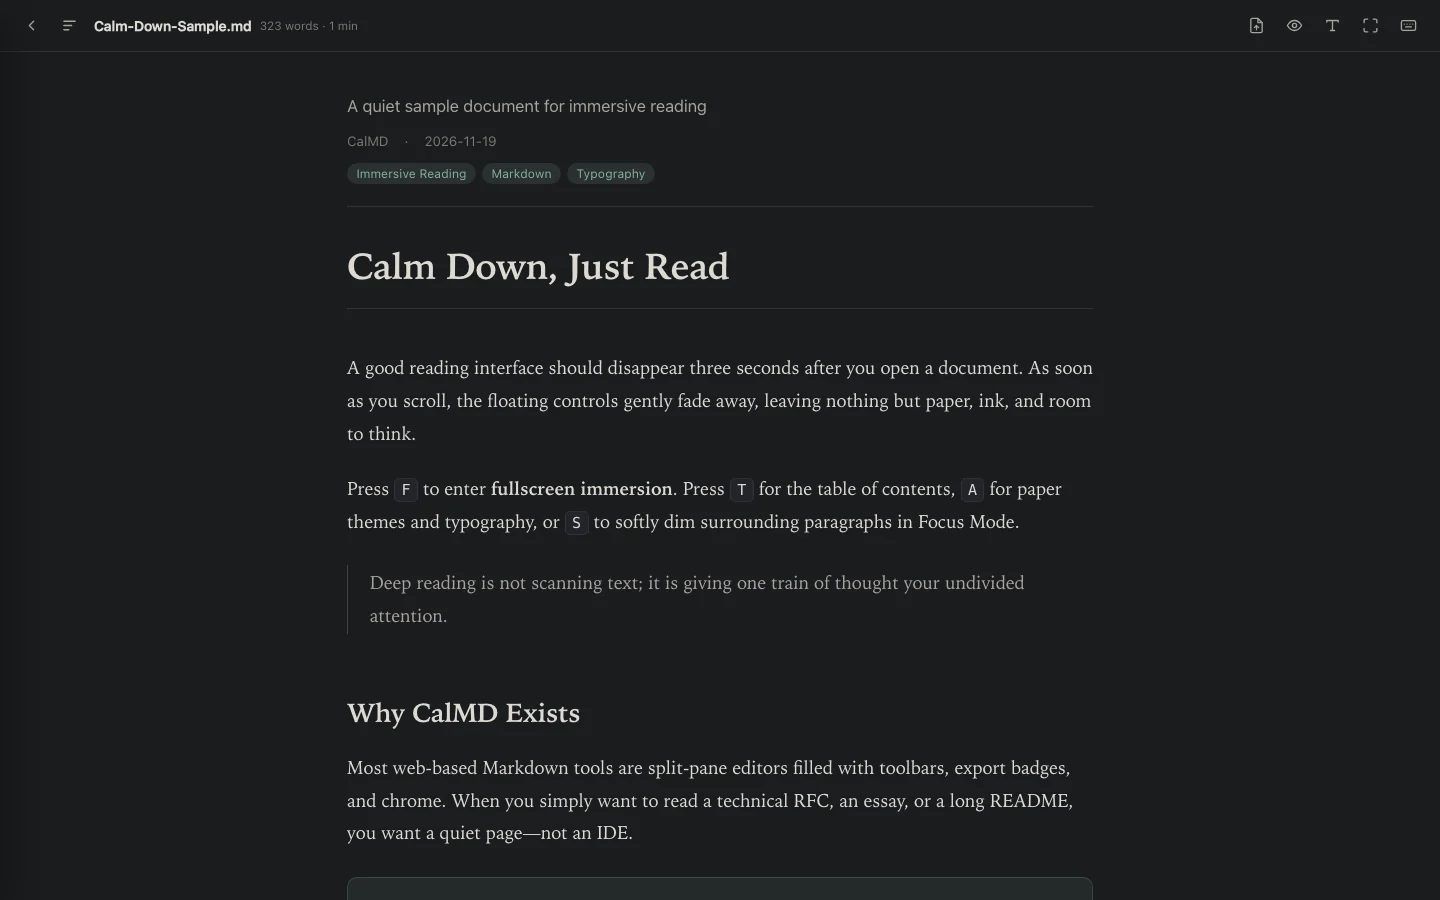 Calm-Down-Sample.md 323 words · 1 min
A quiet sample document for immersive reading
CalMD · 2026-11-19
Immersive Reading Markdown Typography
Calm Down, Just Read
A good reading interface should disappear three seconds after you open a document. As soon
as you scroll, the floating controls gently fade away, leaving nothing but paper, ink, and room
to think.
Press F to enter fullscreen immersion. Press T for the table of contents, A for paper
themes and typography, or S to softly dim surrounding paragraphs in Focus Mode.
Deep reading is not scanning text; it is giving one train of thought your undivided
attention.
Why CalMD Exists
Most web-based Markdown tools are split-pane editors filled with toolbars, export badges,
and chrome. When you simply want to read a technical RFC, an essay, or a long README,
you want a quiet page—not an IDE.